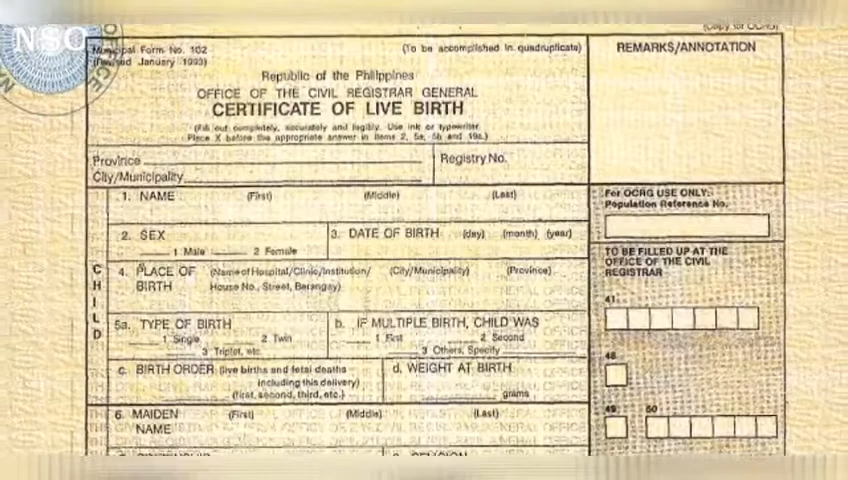 NSO
(Copy for OCRG)
Municipal Form No. 102
(Revised January 1993)
(To be accomplished in quadruplicate)
Republic of the Philippines
OFFICE OF THE CIVIL REGISTRAR GENERAL
CERTIFICATE OF LIVE BIRTH
(Fill out completely, accurately and legibly. Use ink or typewriter.
Place X before the appropriate answer in Items 2, 5a, 5b and 19a.)
REMARKS/ANNOTATION
Province
Registry No.
City/Municipality
1. NAME (First) (Middle) (Last)
For OCRG USE ONLY:
Population Reference No.
2. SEX
1 Male 2 Female
3. DATE OF BIRTH (day) (month) (year)
TO BE FILLED UP AT THE
OFFICE OF THE CIVIL
REGISTRAR
CHILD
4. PLACE OF (Name of Hospital/Clinic/Institution/ (City/Municipality) (Province)
BIRTH House No., Street, Barangay)
41
5a. TYPE OF BIRTH
1 Single 2 Twin
3 Triplet, etc.
b. IF MULTIPLE BIRTH, CHILD WAS
1 First 2 Second
3 Others, Specify
48
c. BIRTH ORDER (live births and fetal deaths
including this delivery)
(first, second, third, etc.)
d. WEIGHT AT BIRTH
grams
49 50
6. MAIDEN (First) (Middle) (Last)
NAME